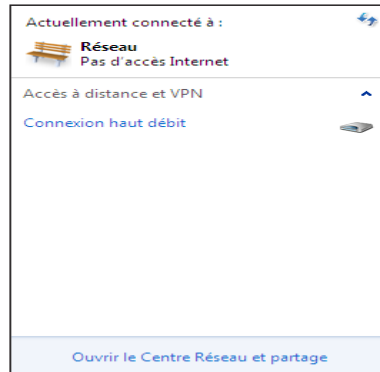 Actuellement connecté à :
Réseau
Pas d'accès Internet
Accès à distance et VPN
Connexion haut débit
Ouvrir le Centre Réseau et partage